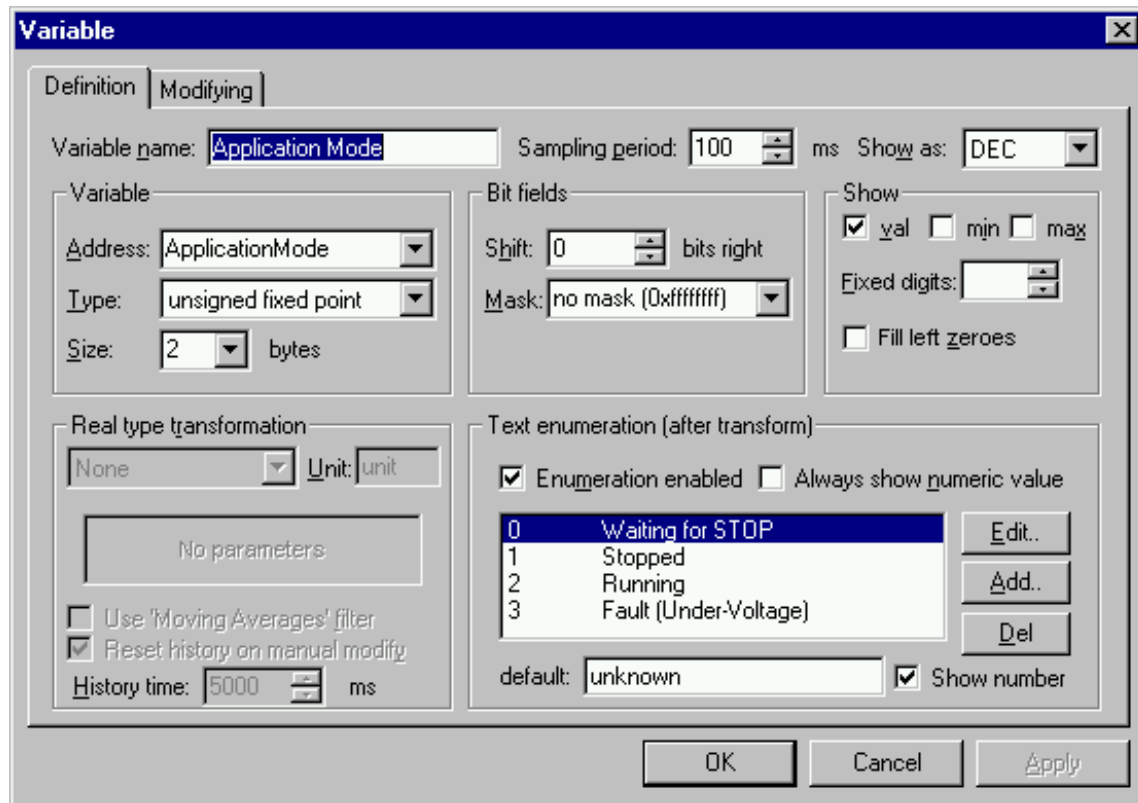 Variable
Definition Modifying
Variable name: Application Mode Sampling period: 100 ms Show as: DEC
Variable
Address: ApplicationMode
Type: unsigned fixed point
Size: 2 bytes
Bit fields
Shift: 0 bits right
Mask: no mask (0xffffffff)
Show
val min max
Fixed digits:
Fill left zeroes
Real type transformation
None Unit: unit
No parameters
Use 'Moving Averages' filter
Reset history on manual modify
History time: 5000 ms
Text enumeration (after transform)
Enumeration enabled Always show numeric value
0 Waiting for STOP
1 Stopped
2 Running
3 Fault (Under-Voltage)
Edit..
Add..
Del
default: unknown Show number
OK Cancel Apply